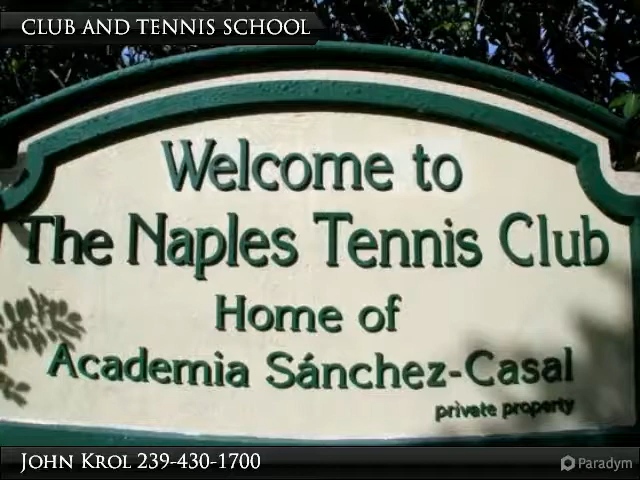 CLUB AND TENNIS SCHOOL
Welcome to
The Naples Tennis Club
Home of
Academia Sánchez-Casal
private property
JOHN KROL 239-430-1700
Paradym